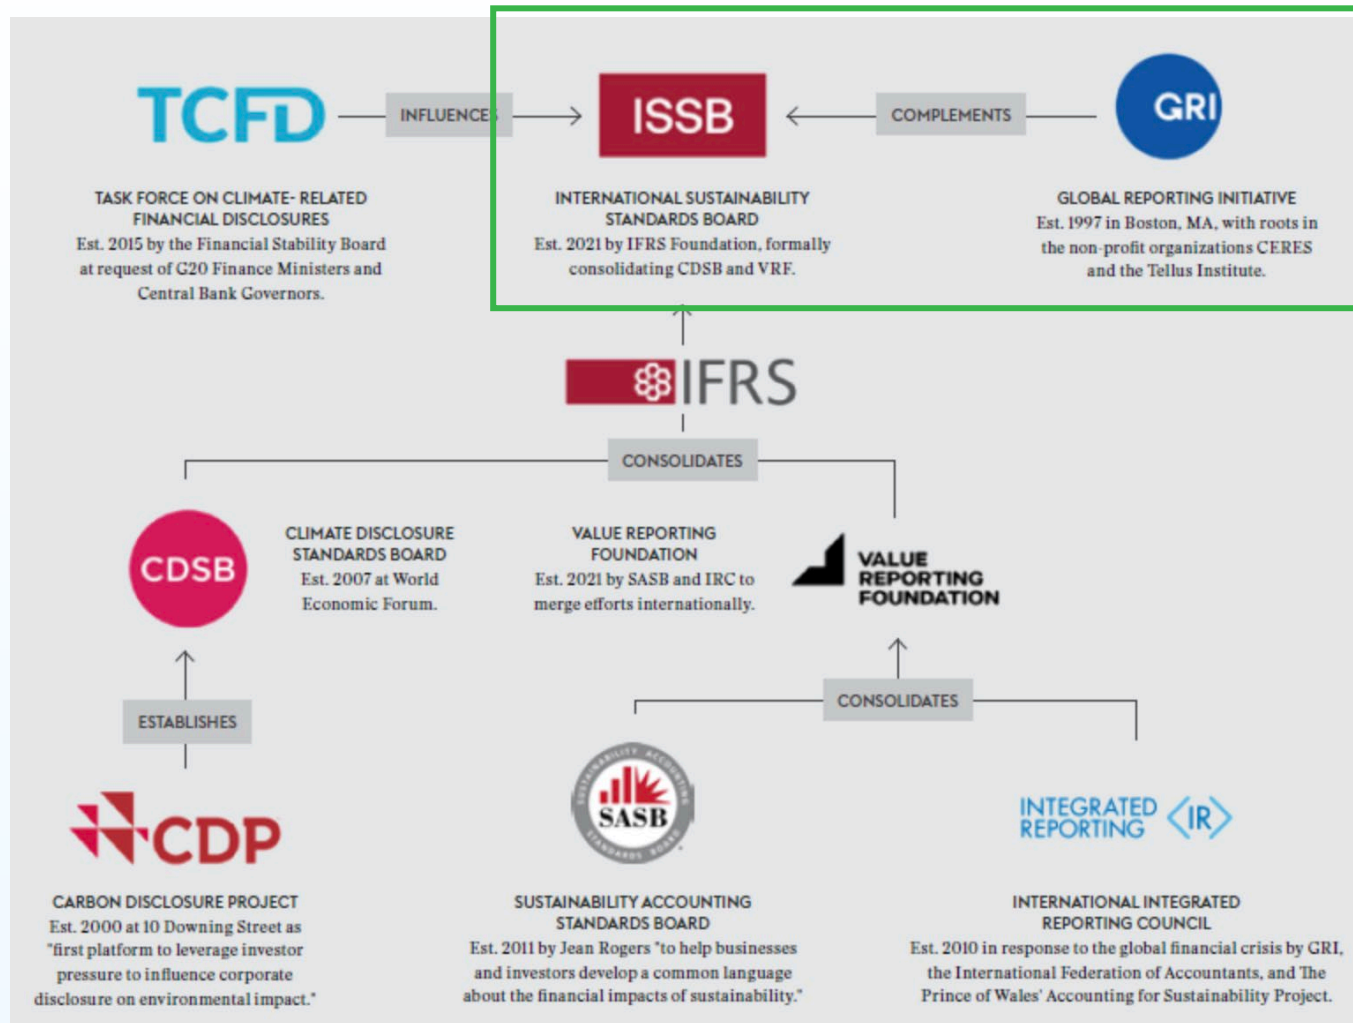 TCFD
INFLUENCES
ISSB
COMPLEMENTS
GRI
TASK FORCE ON CLIMATE- RELATED
FINANCIAL DISCLOSURES
Est. 2015 by the Financial Stability Board
at request of G20 Finance Ministers and
Central Bank Governors.
INTERNATIONAL SUSTAINABILITY
STANDARDS BOARD
Est. 2021 by IFRS Foundation, formally
consolidating CDSB and VRF.
GLOBAL REPORTING INITIATIVE
Est. 1997 in Boston, MA, with roots in
the non-profit organizations CERES
and the Tellus Institute.
IFRS
CONSOLIDATES
CDSB
CLIMATE DISCLOSURE
STANDARDS BOARD
Est. 2007 at World
Economic Forum.
VALUE REPORTING
FOUNDATION
Est. 2021 by SASB and IRC to
merge efforts internationally.
VALUE
REPORTING
FOUNDATION
ESTABLISHES
CONSOLIDATES
CDP
SUSTAINABILITY ACCOUNTING
SASB
STANDARDS BOARD
INTEGRATED
REPORTING
<IR>
CARBON DISCLOSURE PROJECT
Est. 2000 at 10 Downing Street as
"first platform to leverage investor
pressure to influence corporate
disclosure on environmental impact."
SUSTAINABILITY ACCOUNTING
STANDARDS BOARD
Est. 2011 by Jean Rogers "to help businesses
and investors develop a common language
about the financial impacts of sustainability."
INTERNATIONAL INTEGRATED
REPORTING COUNCIL
Est. 2010 in response to the global financial crisis by GRI,
the International Federation of Accountants, and The
Prince of Wales' Accounting for Sustainability Project.